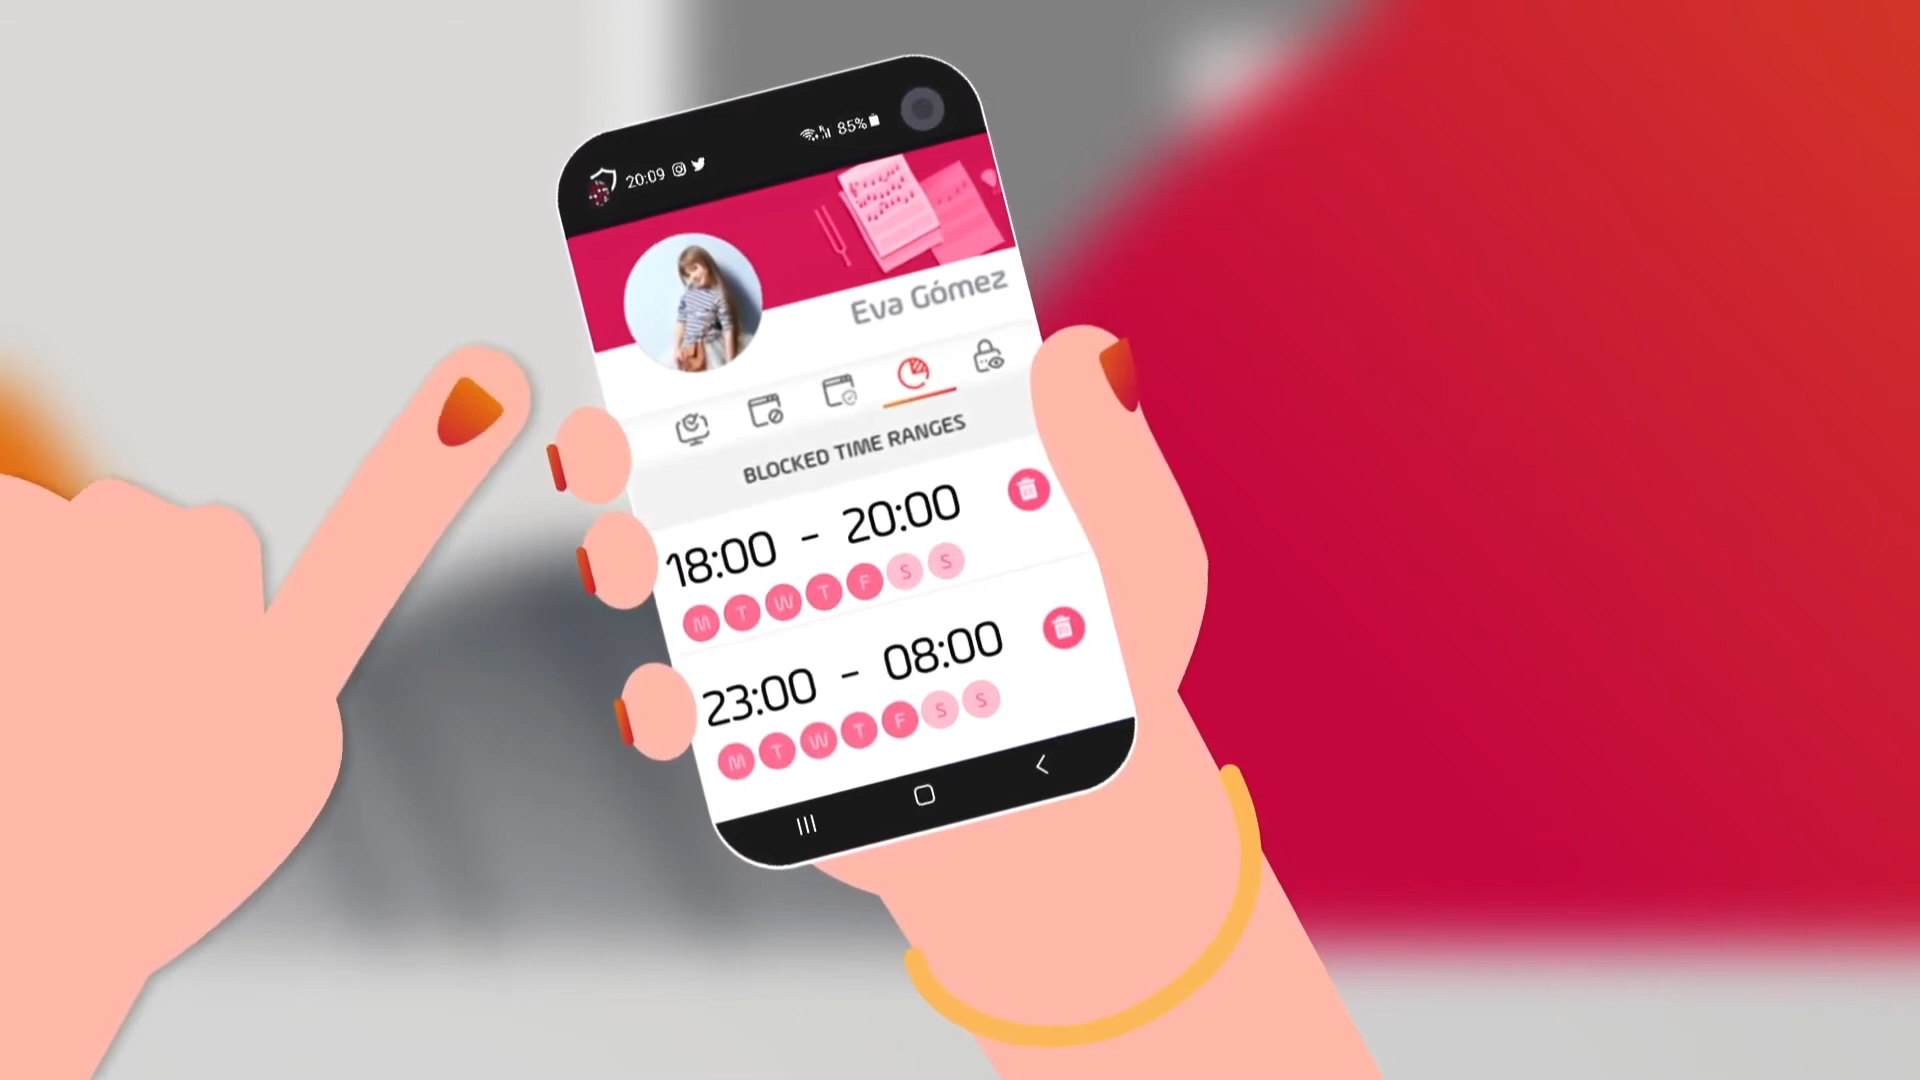 20:09 85%
Eva Gómez
BLOCKED TIME RANGES
18:00 - 20:00
M T W T F S S
23:00 - 08:00
M T W T F S S